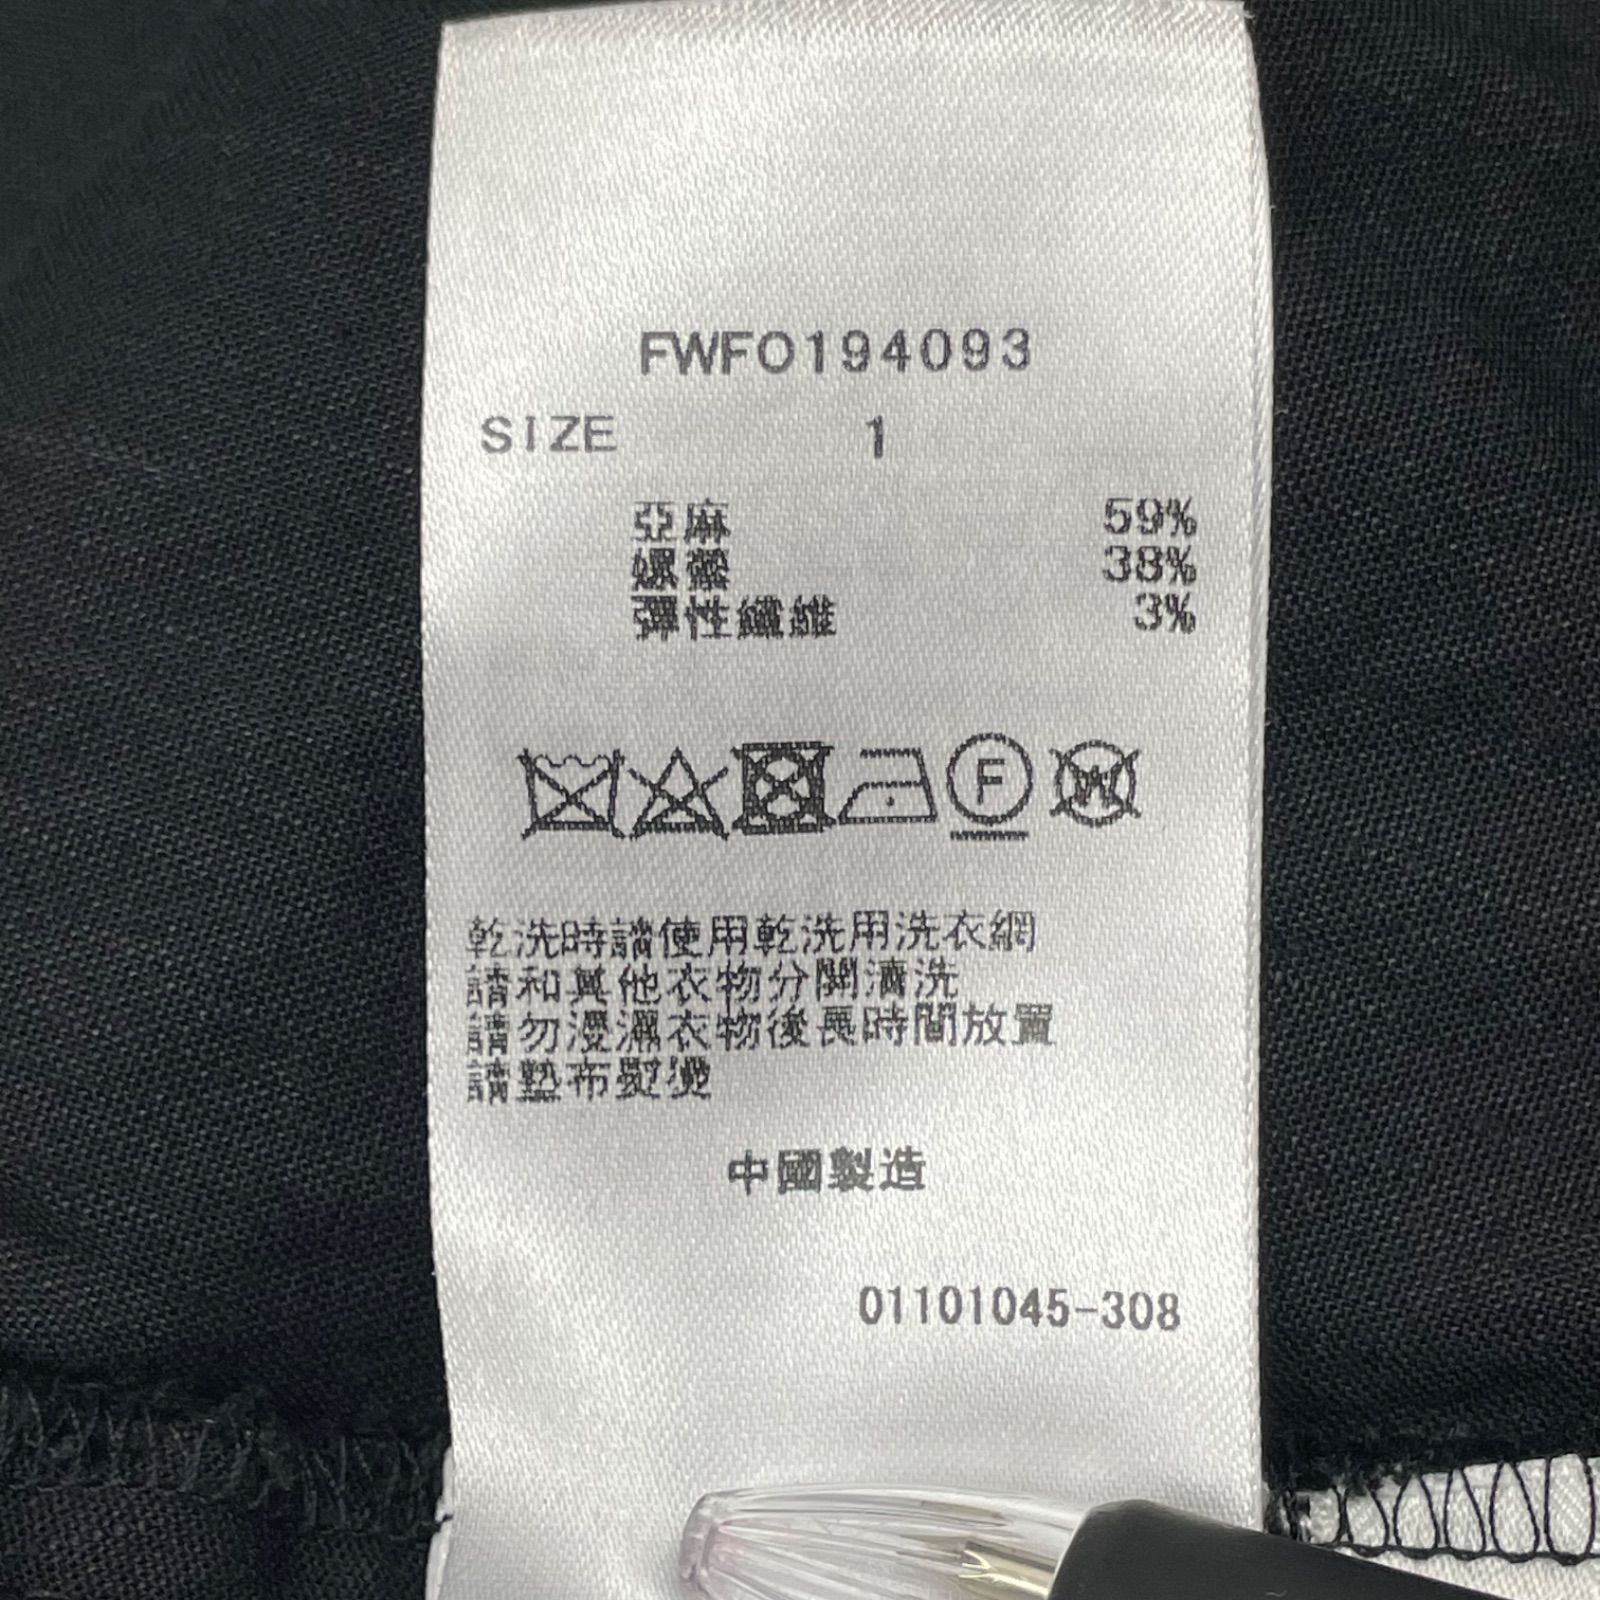 FWFO194093
SIZE 1
亞麻 59%
嫘縈 38%
彈性纖維 3%
F
W
乾洗時請使用乾洗用洗衣網
請和其他衣物分開清洗
請勿浸濕衣物後長時間放置
請墊布熨燙
中國製造
01101045-308